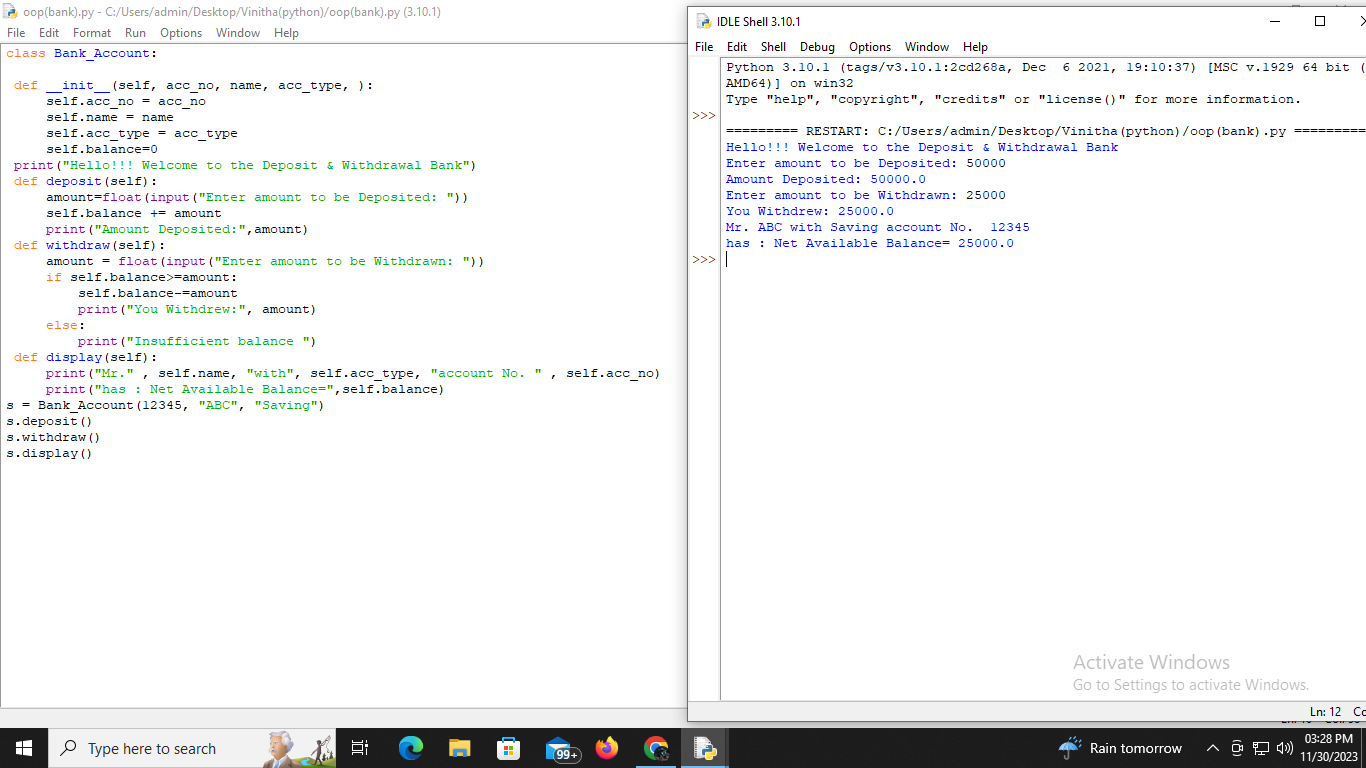 oop(bank).py - C:/Users/admin/Desktop/Vinitha(python)/oop(bank).py (3.10.1)
File Edit Format Run Options Window Help
class Bank_Account:
 def __init__(self, acc_no, name, acc_type, ):
     self.acc_no = acc_no
     self.name = name
     self.acc_type = acc_type
     self.balance=0
 print("Hello!!! Welcome to the Deposit & Withdrawal Bank")
 def deposit(self):
     amount=float(input("Enter amount to be Deposited: "))
     self.balance += amount
     print("Amount Deposited:",amount)
 def withdraw(self):
     amount = float(input("Enter amount to be Withdrawn: "))
     if self.balance>=amount:
         self.balance-=amount
         print("You Withdrew:", amount)
     else:
         print("Insufficient balance ")
 def display(self):
     print("Mr." , self.name, "with", self.acc_type, "account No. " , self.acc_no)
     print("has : Net Available Balance=",self.balance)
s = Bank_Account(12345, "ABC", "Saving")
s.deposit()
s.withdraw()
s.display()
IDLE Shell 3.10.1
File Edit Shell Debug Options Window Help
Python 3.10.1 (tags/v3.10.1:2cd268a, Dec  6 2021, 19:10:37) [MSC v.1929 64 bit (
AMD64)] on win32
Type "help", "copyright", "credits" or "license()" for more information.
>>>
========= RESTART: C:/Users/admin/Desktop/Vinitha(python)/oop(bank).py =========
Hello!!! Welcome to the Deposit & Withdrawal Bank
Enter amount to be Deposited: 50000
Amount Deposited: 50000.0
Enter amount to be Withdrawn: 25000
You Withdrew: 25000.0
Mr. ABC with Saving account No.  12345
has : Net Available Balance= 25000.0
>>>
Activate Windows
Go to Settings to activate Windows.
Ln: 12 Co
Type here to search
99+
Rain tomorrow
03:28 PM
11/30/2023